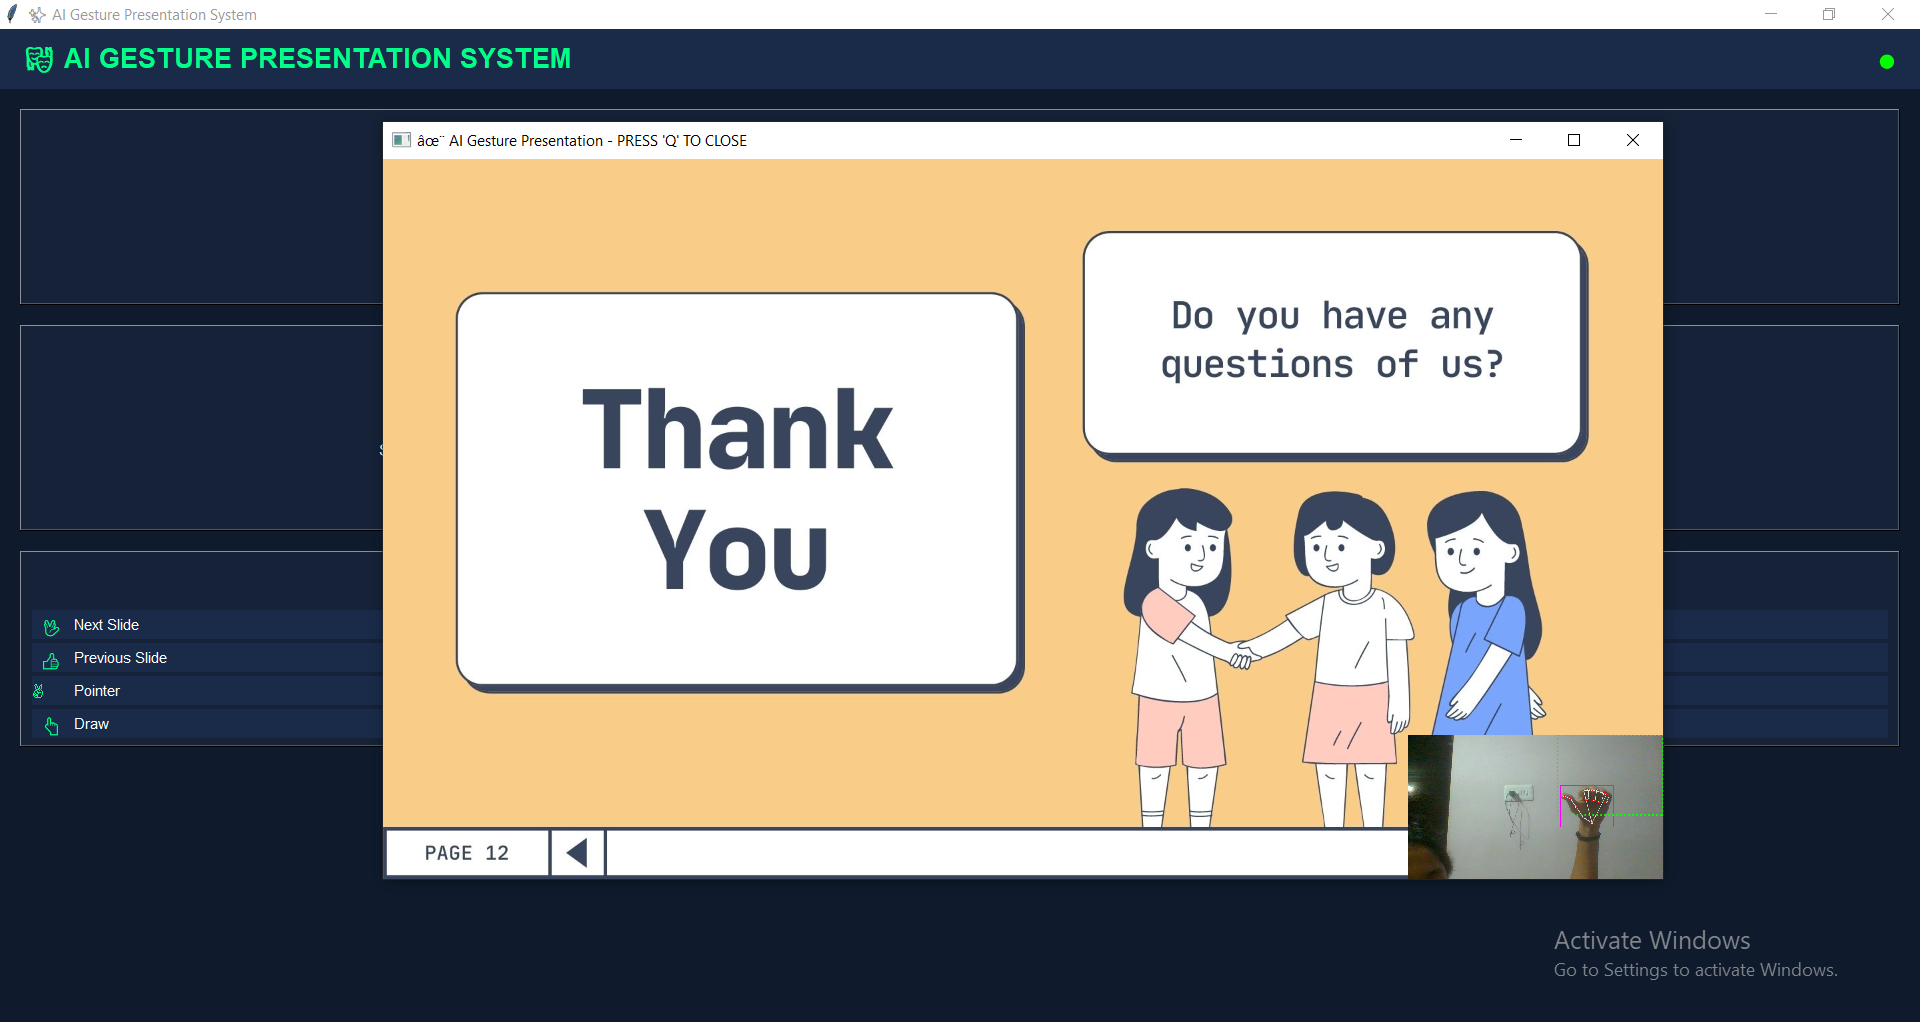 AI Gesture Presentation System
AI GESTURE PRESENTATION SYSTEM
âœ¨ AI Gesture Presentation - PRESS 'Q' TO CLOSE
Thank
You
Do you have any
questions of us?
Next Slide
Previous Slide
Pointer
Draw
PAGE 12
Activate Windows
Go to Settings to activate Windows.